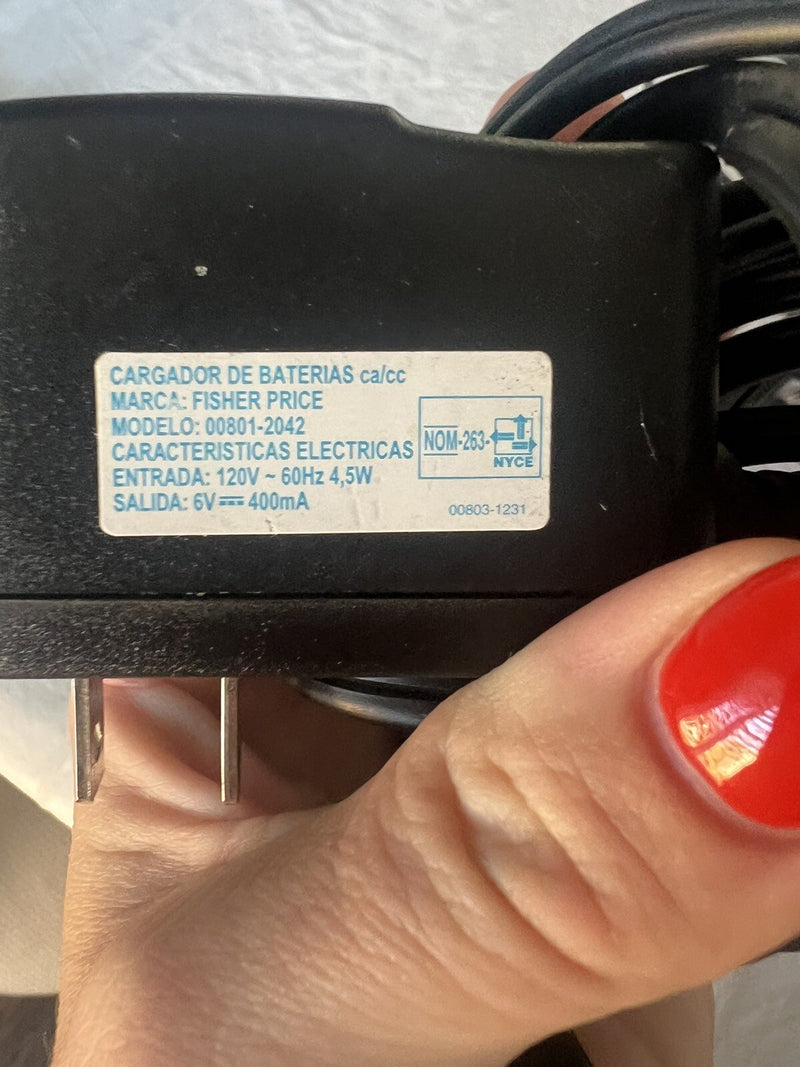 CARGADOR DE BATERIAS ca/cc
MARCA: FISHER PRICE
MODELO: 00801-2042
CARACTERISTICAS ELECTRICAS
ENTRADA: 120V ~ 60Hz 4,5W
SALIDA: 6V⎓ 400mA
NOM-263-
NYCE
00803-1231